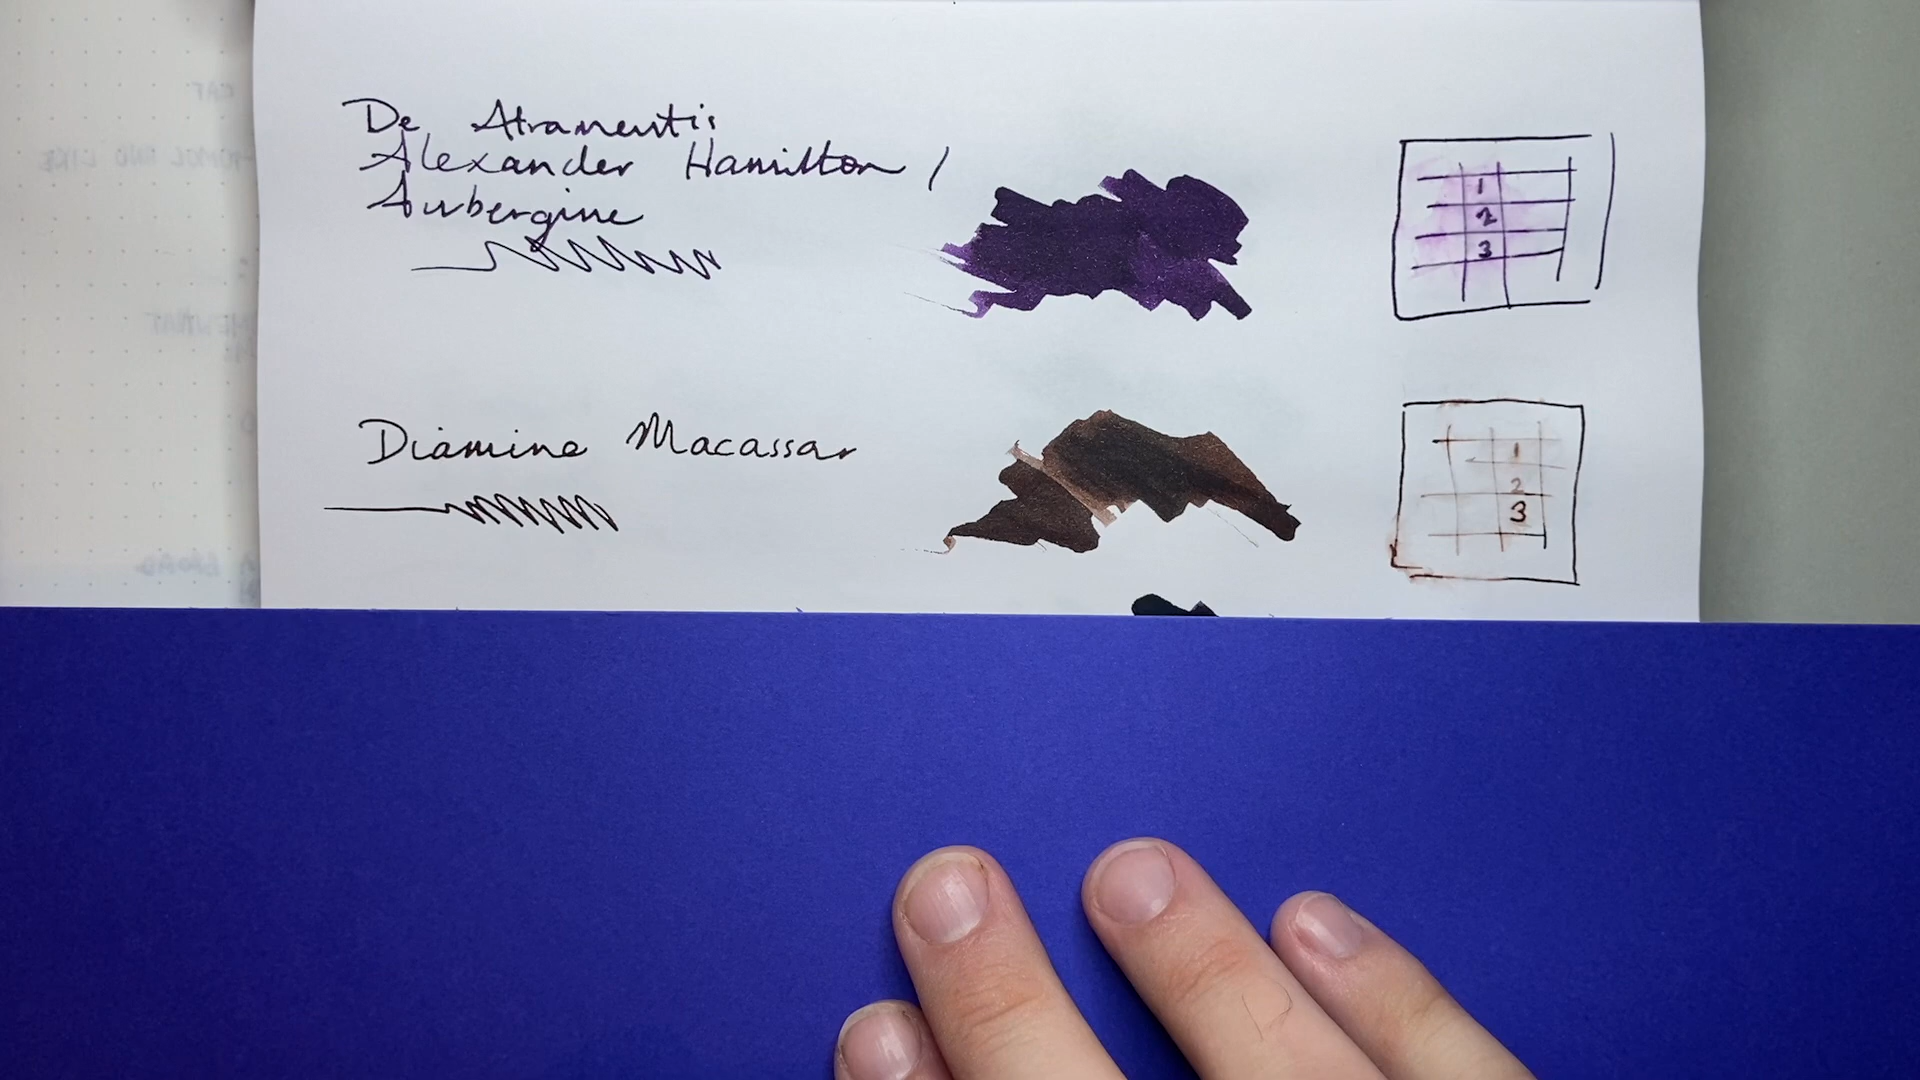 De Atramentis
Alexander Hamilton /
Aubergine
1
2
3
Diamine Macassar
1
2
3